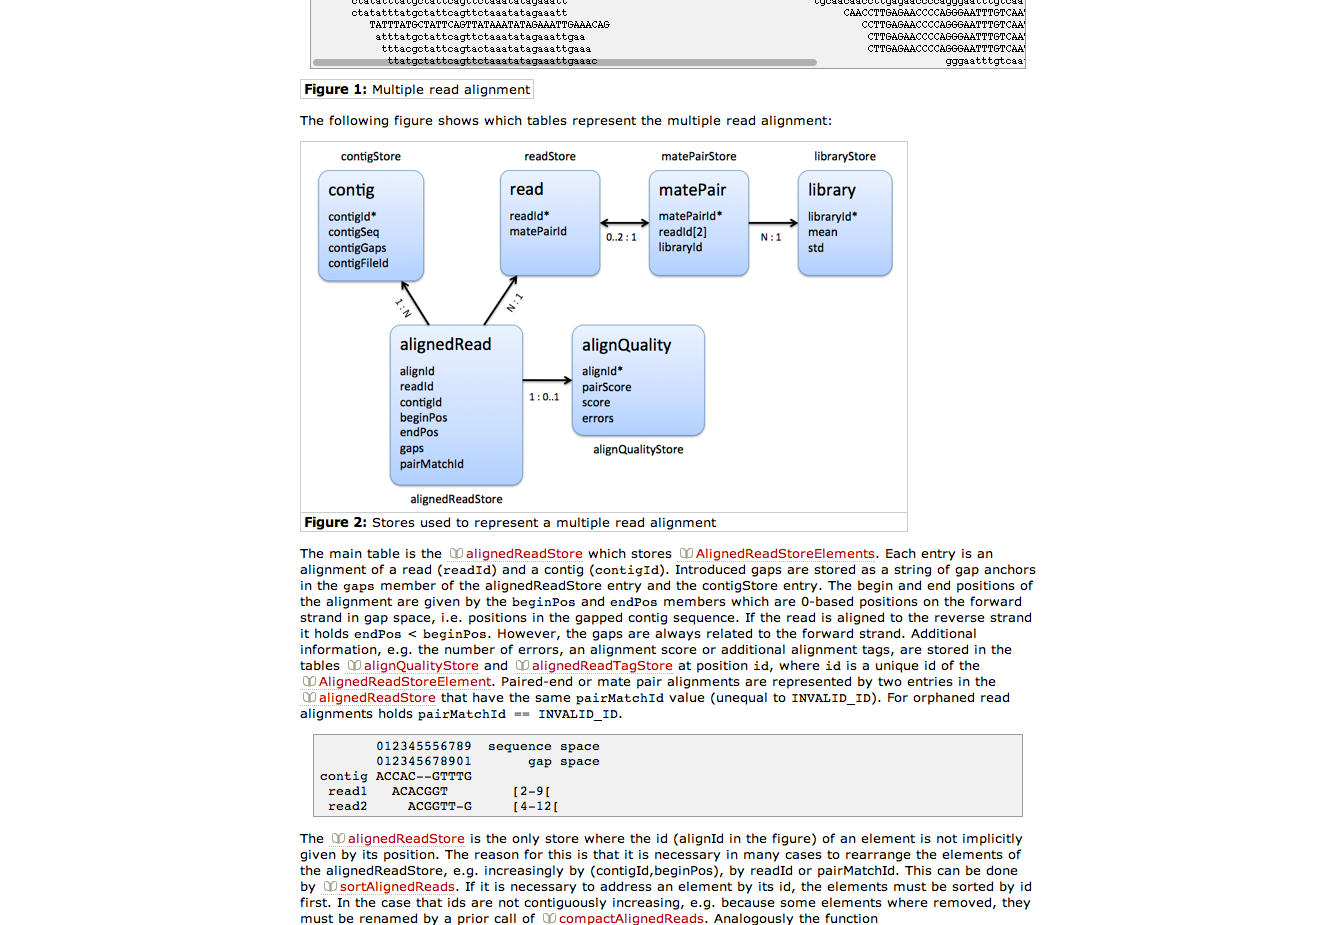 ctatatttatgctattcagttctaaatatagaaatt
CAACCTTGAGAACCCCAGGGAATTTGTCAA
TATTTATGCTATTCAGTTATAAATATAGAAATTGAAACAG
CCTTGAGAACCCCAGGGAATTTGTCAA
atttatgctattcagttctaaatatagaaattgaa
CTTGAGAACCCCAGGGAATTTGTCAA
tttacgctattcagtactaaatatagaaattgaaa
CTTGAGAACCCCAGGGAATTTGTCAA
ttatgctattcagttctaaatatagaaattgaaac
gggaatttgtcaa
Figure 1: Multiple read alignment
The following figure shows which tables represent the multiple read alignment:
contigStore
readStore
matePairStore
libraryStore
contig
contigId*
contigSeq
contigGaps
contigFileId
read
readId*
matePairId
0..2 : 1
matePair
matePairId*
readId[2]
libraryId
N : 1
library
libraryId*
mean
std
1 : N
N : 1
alignedRead
alignId
readId
contigId
beginPos
endPos
gaps
pairMatchId
1 : 0..1
alignQuality
alignId*
pairScore
score
errors
alignQualityStore
alignedReadStore
Figure 2: Stores used to represent a multiple read alignment
The main table is the alignedReadStore which stores AlignedReadStoreElements. Each entry is an
alignment of a read (readId) and a contig (contigId). Introduced gaps are stored as a string of gap anchors
in the gaps member of the alignedReadStore entry and the contigStore entry. The begin and end positions of
the alignment are given by the beginPos and endPos members which are 0-based positions on the forward
strand in gap space, i.e. positions in the gapped contig sequence. If the read is aligned to the reverse strand
it holds endPos < beginPos. However, the gaps are always related to the forward strand. Additional
information, e.g. the number of errors, an alignment score or additional alignment tags, are stored in the
tables alignQualityStore and alignedReadTagStore at position id, where id is a unique id of the
AlignedReadStoreElement. Paired-end or mate pair alignments are represented by two entries in the
alignedReadStore that have the same pairMatchId value (unequal to INVALID_ID). For orphaned read
alignments holds pairMatchId == INVALID_ID.
012345556789 sequence space
012345678901 gap space
contig ACCAC--GTTTG
read1 ACACGGT [2-9[
read2 ACGGTT-G [4-12[
The alignedReadStore is the only store where the id (alignId in the figure) of an element is not implicitly
given by its position. The reason for this is that it is necessary in many cases to rearrange the elements of
the alignedReadStore, e.g. increasingly by (contigId,beginPos), by readId or pairMatchId. This can be done
by sortAlignedReads. If it is necessary to address an element by its id, the elements must be sorted by id
first. In the case that ids are not contiguously increasing, e.g. because some elements where removed, they
must be renamed by a prior call of compactAlignedReads. Analogously the function